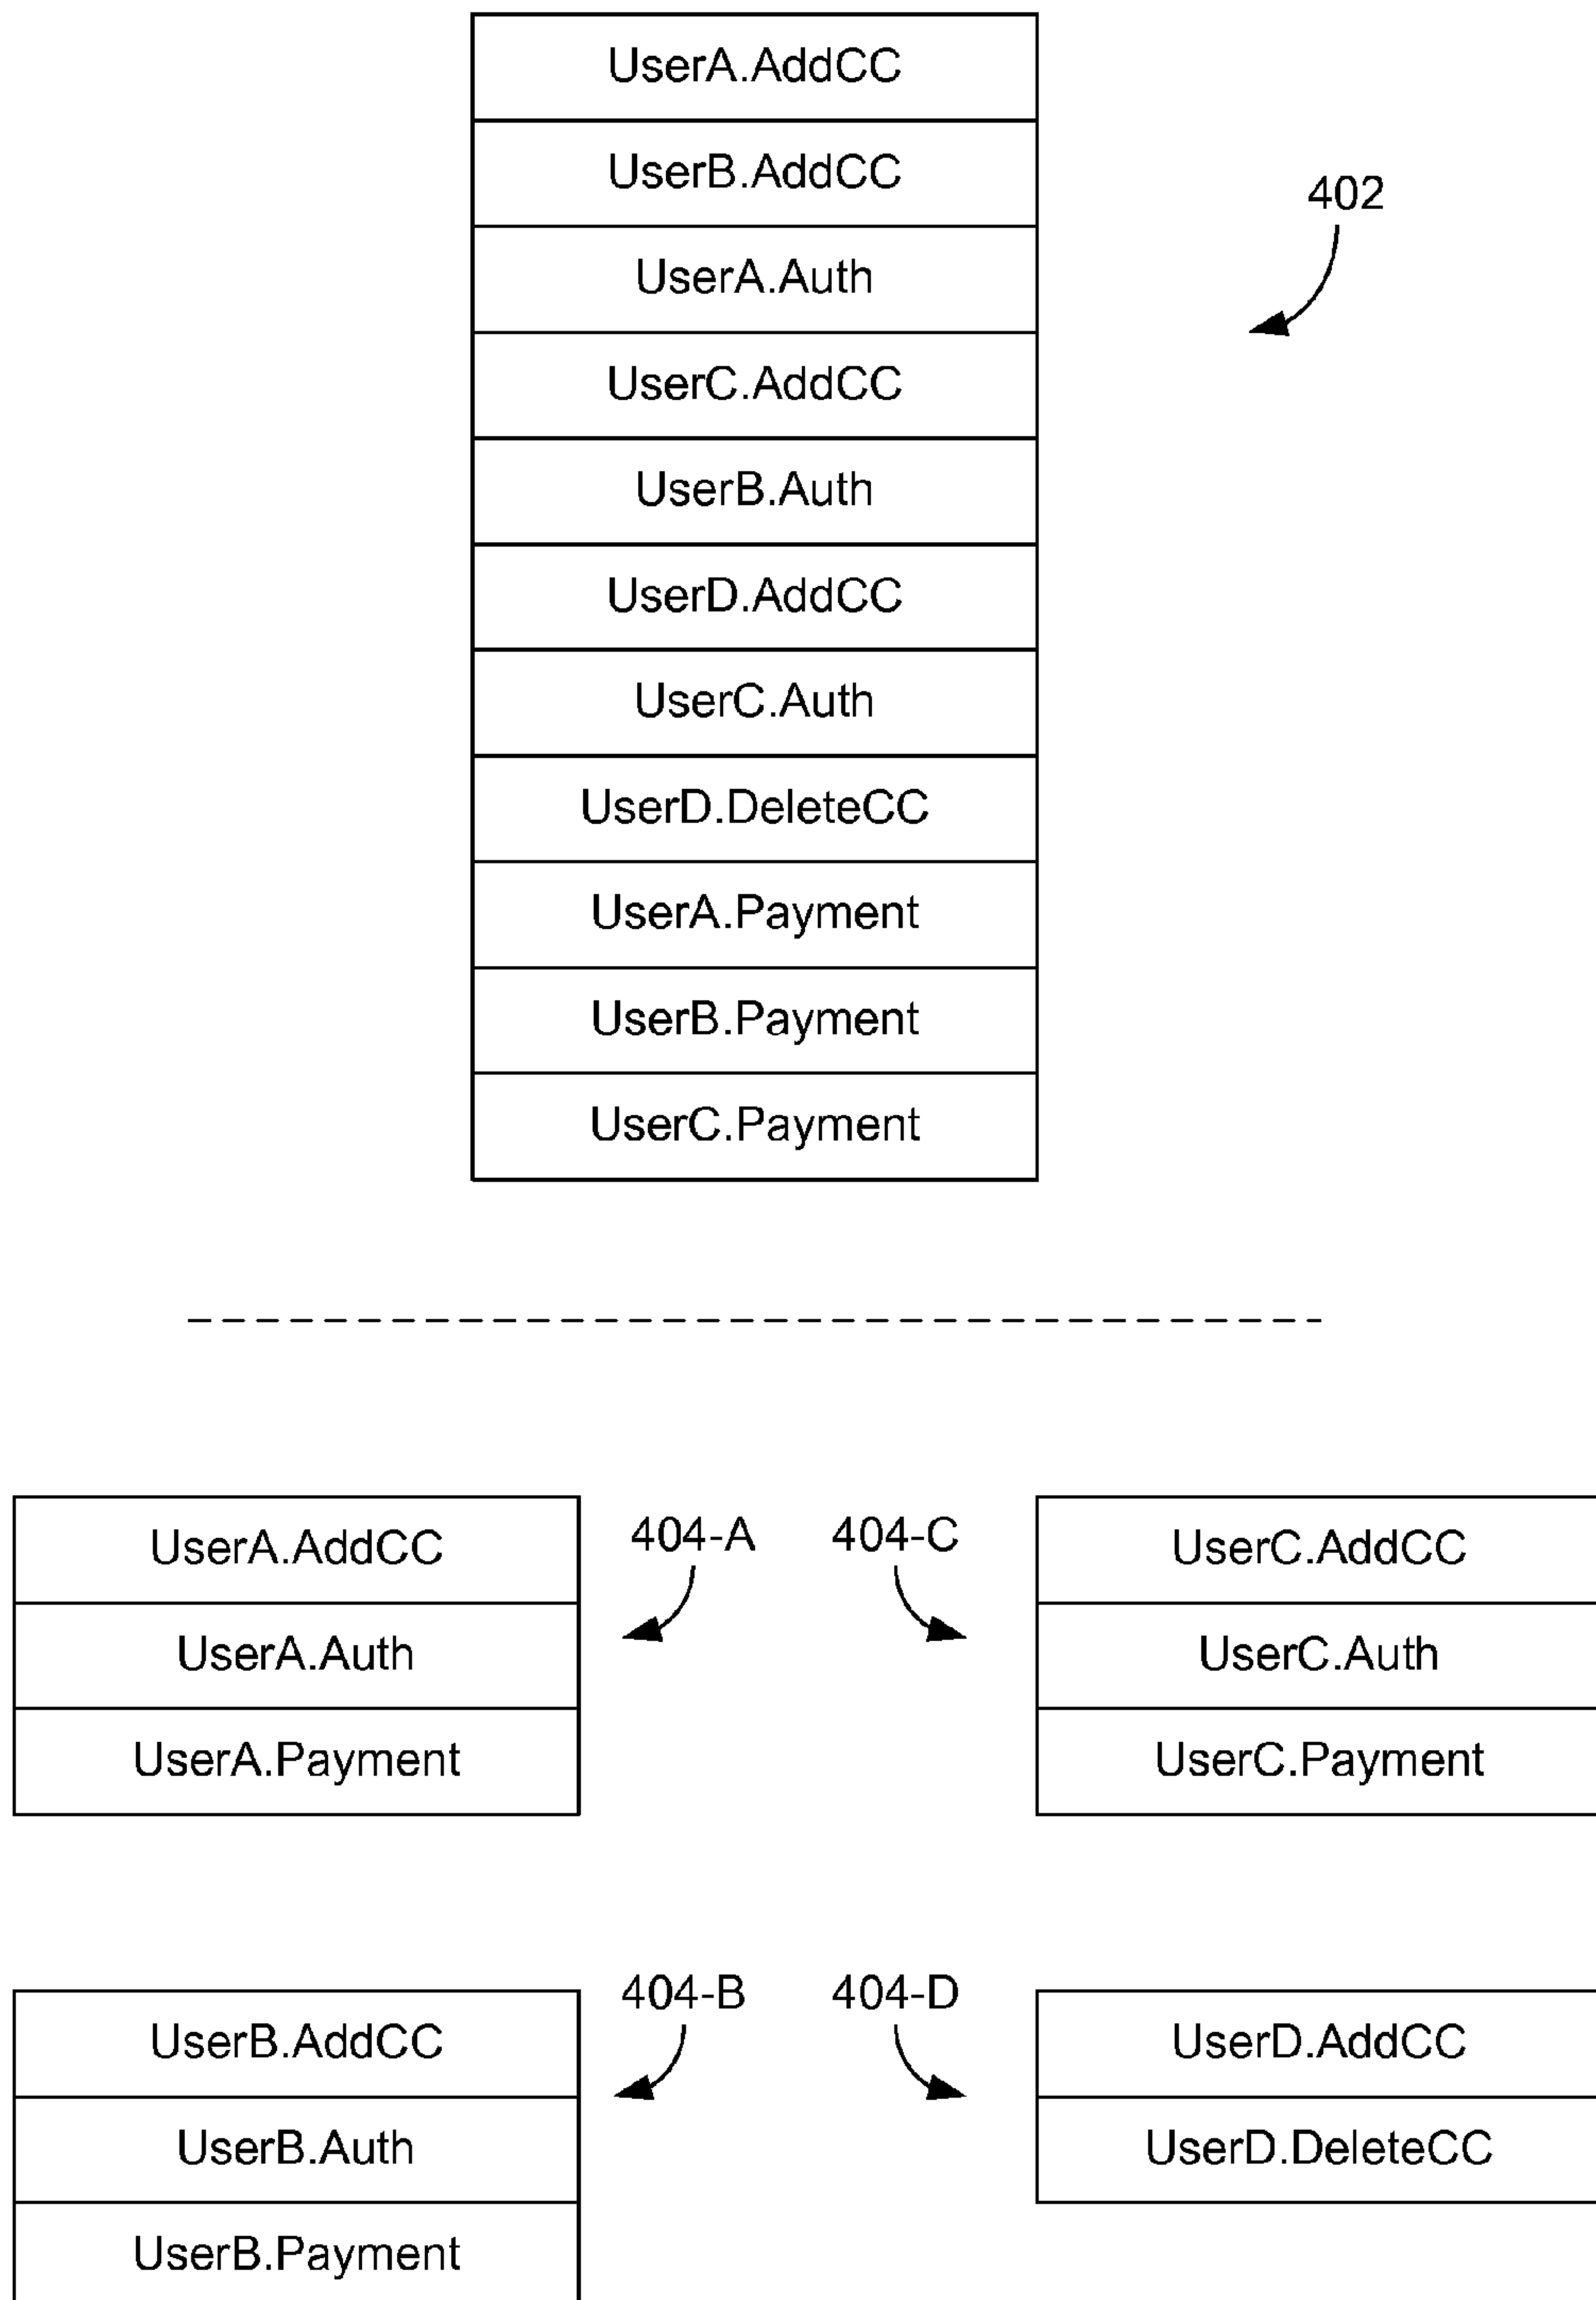 UserA.AddCC
UserB.AddCC
402
UserA.Auth
UserC.AddCC
UserB.Auth
UserD.AddCC
UserC.Auth
UserD.DeleteCC
UserA.Payment
UserB.Payment
UserC.Payment
UserA.AddCC
UserA.Auth
UserA.Payment
404-A
404-C
UserC.AddCC
UserC.Auth
UserC.Payment
UserB.AddCC
UserB.Auth
UserB.Payment
404-B
404-D
UserD.AddCC
UserD.DeleteCC